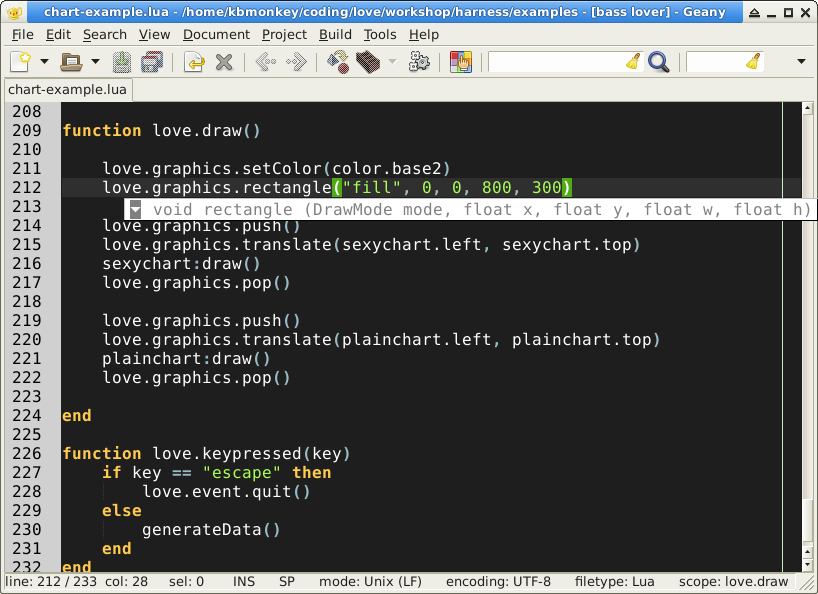 chart-example.lua - /home/kbmonkey/coding/love/workshop/harness/examples - [bass lover] - Geany
File Edit Search View Document Project Build Tools Help
chart-example.lua
208
209 function love.draw()
210
211     love.graphics.setColor(color.base2)
212     love.graphics.rectangle("fill", 0, 0, 800, 300)
213 void rectangle (DrawMode mode, float x, float y, float w, float h)
214     love.graphics.push()
215     love.graphics.translate(sexychart.left, sexychart.top)
216     sexychart:draw()
217     love.graphics.pop()
218
219     love.graphics.push()
220     love.graphics.translate(plainchart.left, plainchart.top)
221     plainchart:draw()
222     love.graphics.pop()
223
224 end
225
226 function love.keypressed(key)
227     if key == "escape" then
228         love.event.quit()
229     else
230         generateData()
231     end
232 end
line: 212 / 233 col: 28 sel: 0 INS SP mode: Unix (LF) encoding: UTF-8 filetype: Lua scope: love.draw